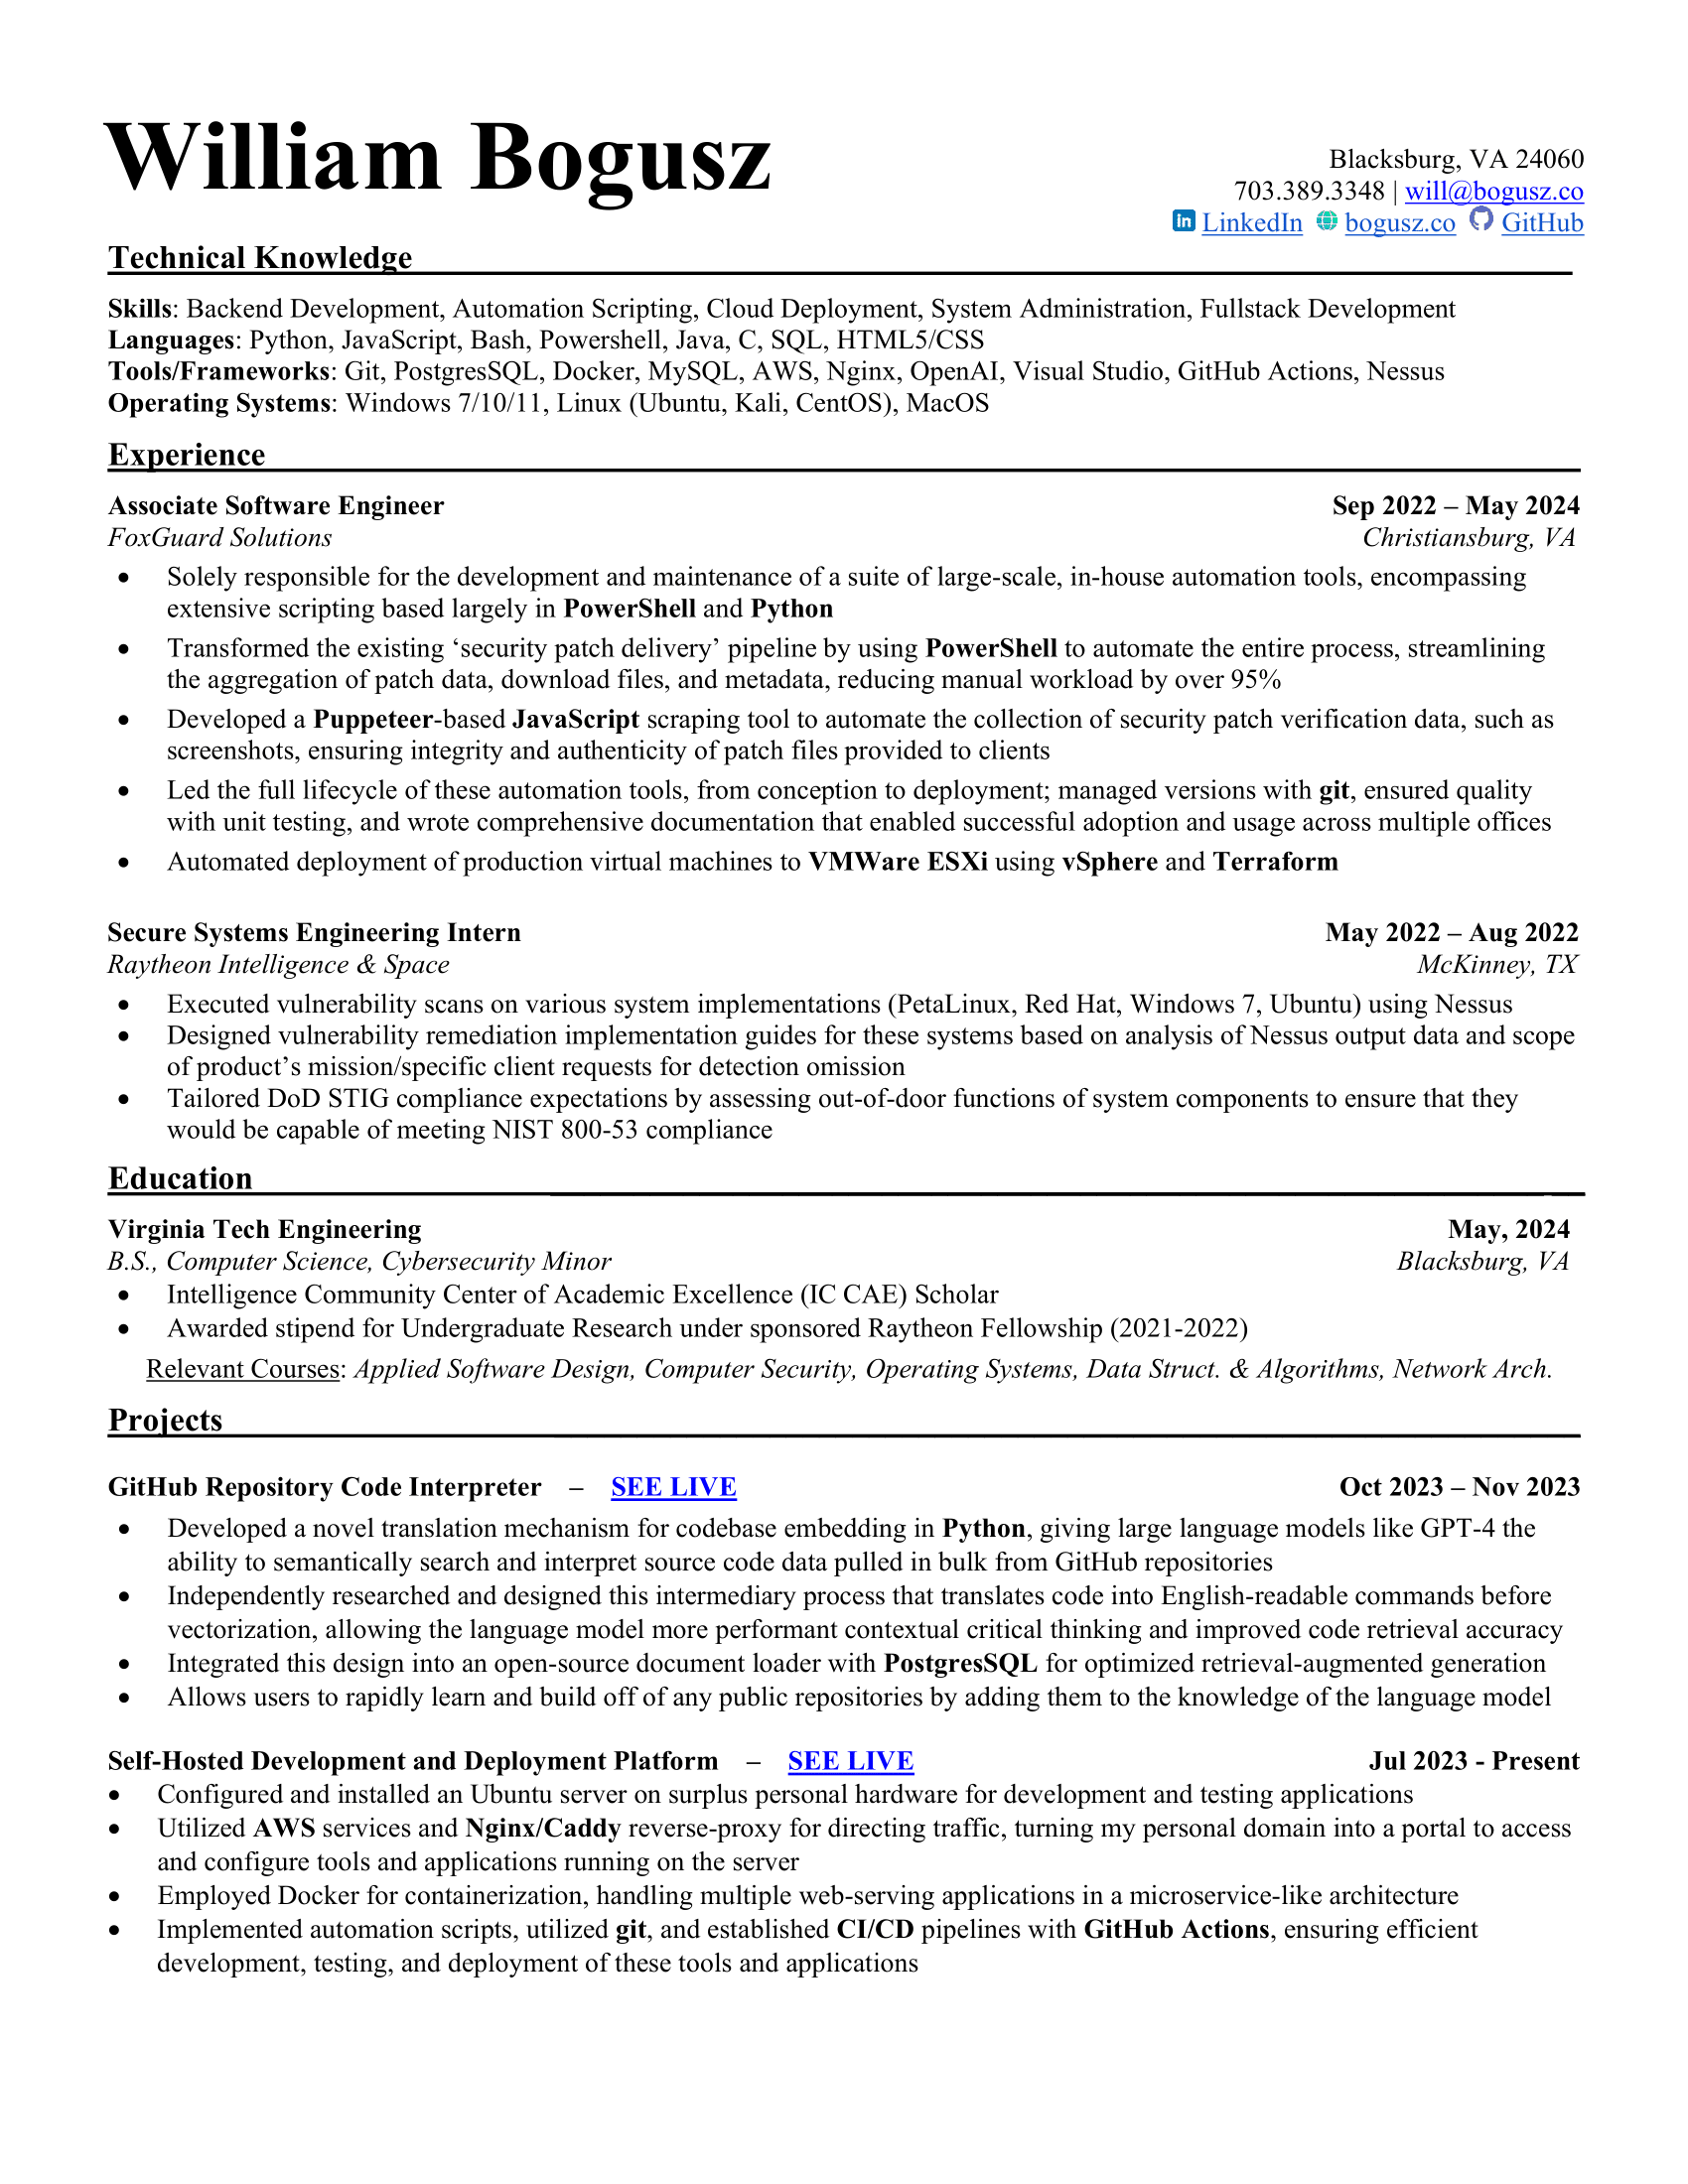 William Bogusz
Blacksburg, VA 24060
703.389.3348 | will@bogusz.co
LinkedIn bogusz.co GitHub
Technical Knowledge
Skills: Backend Development, Automation Scripting, Cloud Deployment, System Administration, Fullstack Development
Languages: Python, JavaScript, Bash, Powershell, Java, C, SQL, HTML5/CSS
Tools/Frameworks: Git, PostgresSQL, Docker, MySQL, AWS, Nginx, OpenAI, Visual Studio, GitHub Actions, Nessus
Operating Systems: Windows 7/10/11, Linux (Ubuntu, Kali, CentOS), MacOS
Experience
Associate Software Engineer Sep 2022 – May 2024
FoxGuard Solutions Christiansburg, VA
• Solely responsible for the development and maintenance of a suite of large-scale, in-house automation tools, encompassing
extensive scripting based largely in PowerShell and Python
• Transformed the existing ‘security patch delivery’ pipeline by using PowerShell to automate the entire process, streamlining
the aggregation of patch data, download files, and metadata, reducing manual workload by over 95%
• Developed a Puppeteer-based JavaScript scraping tool to automate the collection of security patch verification data, such as
screenshots, ensuring integrity and authenticity of patch files provided to clients
• Led the full lifecycle of these automation tools, from conception to deployment; managed versions with git, ensured quality
with unit testing, and wrote comprehensive documentation that enabled successful adoption and usage across multiple offices
• Automated deployment of production virtual machines to VMWare ESXi using vSphere and Terraform
Secure Systems Engineering Intern May 2022 – Aug 2022
Raytheon Intelligence & Space McKinney, TX
• Executed vulnerability scans on various system implementations (PetaLinux, Red Hat, Windows 7, Ubuntu) using Nessus
• Designed vulnerability remediation implementation guides for these systems based on analysis of Nessus output data and scope
of product’s mission/specific client requests for detection omission
• Tailored DoD STIG compliance expectations by assessing out-of-door functions of system components to ensure that they
would be capable of meeting NIST 800-53 compliance
Education
Virginia Tech Engineering May, 2024
B.S., Computer Science, Cybersecurity Minor Blacksburg, VA
• Intelligence Community Center of Academic Excellence (IC CAE) Scholar
• Awarded stipend for Undergraduate Research under sponsored Raytheon Fellowship (2021-2022)
Relevant Courses: Applied Software Design, Computer Security, Operating Systems, Data Struct. & Algorithms, Network Arch.
Projects
GitHub Repository Code Interpreter – SEE LIVE Oct 2023 – Nov 2023
• Developed a novel translation mechanism for codebase embedding in Python, giving large language models like GPT-4 the
ability to semantically search and interpret source code data pulled in bulk from GitHub repositories
• Independently researched and designed this intermediary process that translates code into English-readable commands before
vectorization, allowing the language model more performant contextual critical thinking and improved code retrieval accuracy
• Integrated this design into an open-source document loader with PostgresSQL for optimized retrieval-augmented generation
• Allows users to rapidly learn and build off of any public repositories by adding them to the knowledge of the language model
Self-Hosted Development and Deployment Platform – SEE LIVE Jul 2023 - Present
• Configured and installed an Ubuntu server on surplus personal hardware for development and testing applications
• Utilized AWS services and Nginx/Caddy reverse-proxy for directing traffic, turning my personal domain into a portal to access
and configure tools and applications running on the server
• Employed Docker for containerization, handling multiple web-serving applications in a microservice-like architecture
• Implemented automation scripts, utilized git, and established CI/CD pipelines with GitHub Actions, ensuring efficient
development, testing, and deployment of these tools and applications